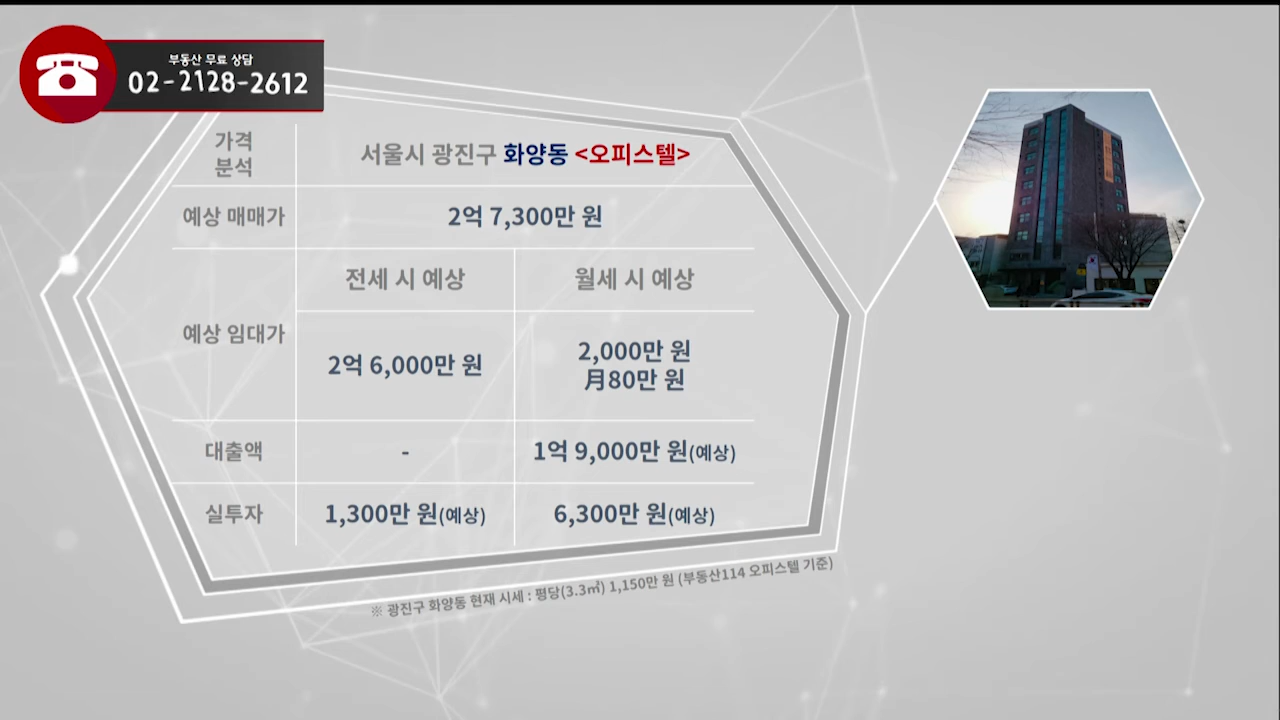 부동산 무료 상담
02-2128-2612
가격
분석
서울시 광진구 화양동 <오피스텔>
예상 매매가
2억 7,300만 원
예상 임대가
전세 시 예상
월세 시 예상
2억 6,000만 원
2,000만 원
月80만 원
대출액
-
1억 9,000만 원(예상)
실투자
1,300만 원(예상)
6,300만 원(예상)
※ 광진구 화양동 현재 시세 : 평당(3.3㎡) 1,150만 원 (부동산114 오피스텔 기준)